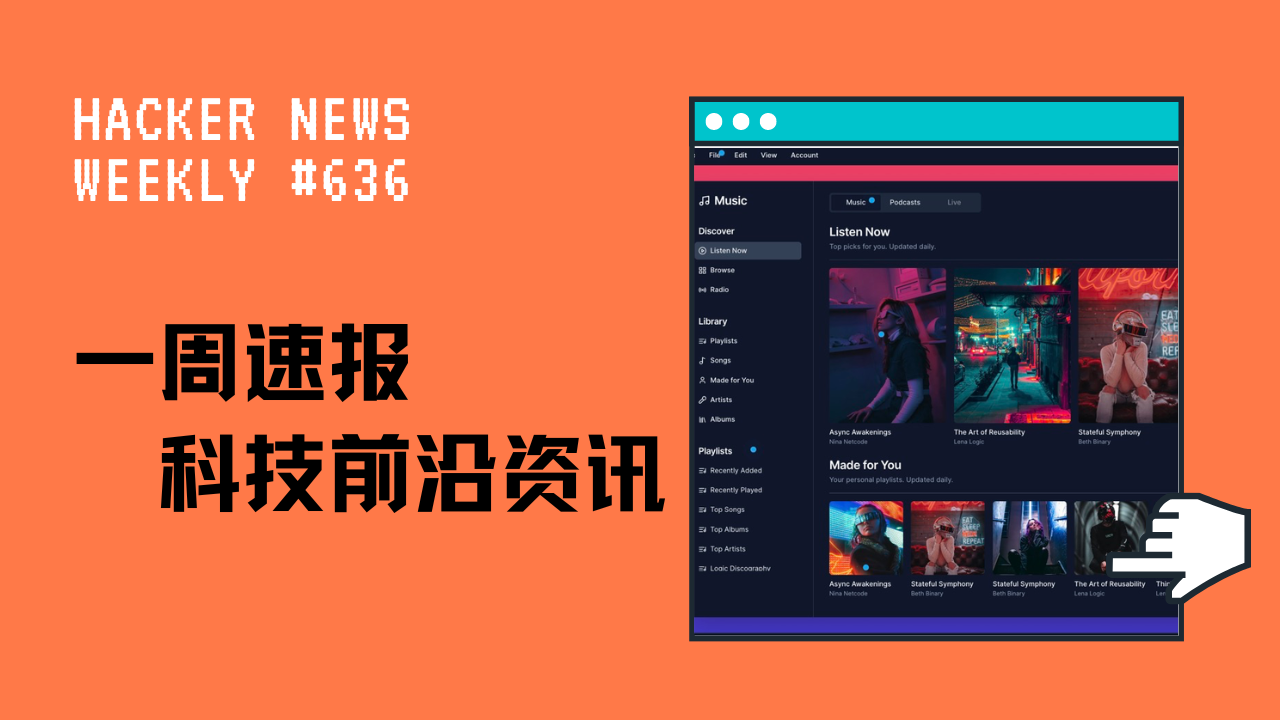 HACKER NEWS
WEEKLY #636
一周速报
科技前沿资讯
File Edit View Account
Music
Discover
Listen Now
Browse
Radio
Library
Playlists
Songs
Made for You
Artists
Albums
Playlists
Recently Added
Recently Played
Top Songs
Top Albums
Top Artists
Logic Discography
Music Podcasts Live
Listen Now
Top picks for you. Updated daily.
EAT
Async Awakenings The Art of Reusability Stateful Symphony
Nina Netcode Lena Logic Beth Binary
Made for You
Your personal playlists. Updated daily.
EAT
SLEEP
REPEAT
Async Awakenings Stateful Symphony Stateful Symphony The Art of Reusability
Nina Netcode Beth Binary Beth Binary Lena Logic